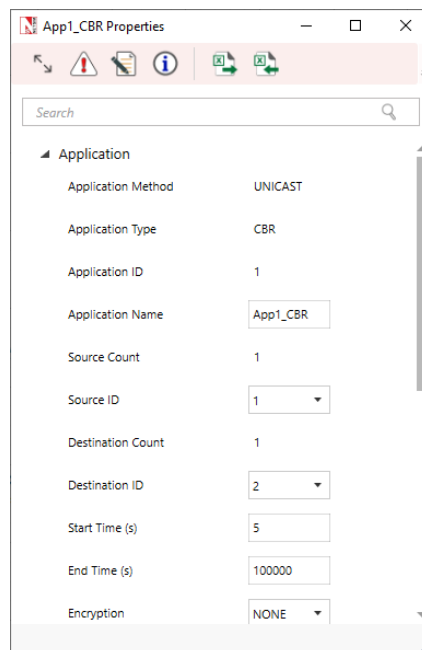 App1_CBR Properties
Search
Application
Application Method UNICAST
Application Type CBR
Application ID 1
Application Name App1_CBR
Source Count 1
Source ID 1
Destination Count 1
Destination ID 2
Start Time (s) 5
End Time (s) 100000
Encryption NONE